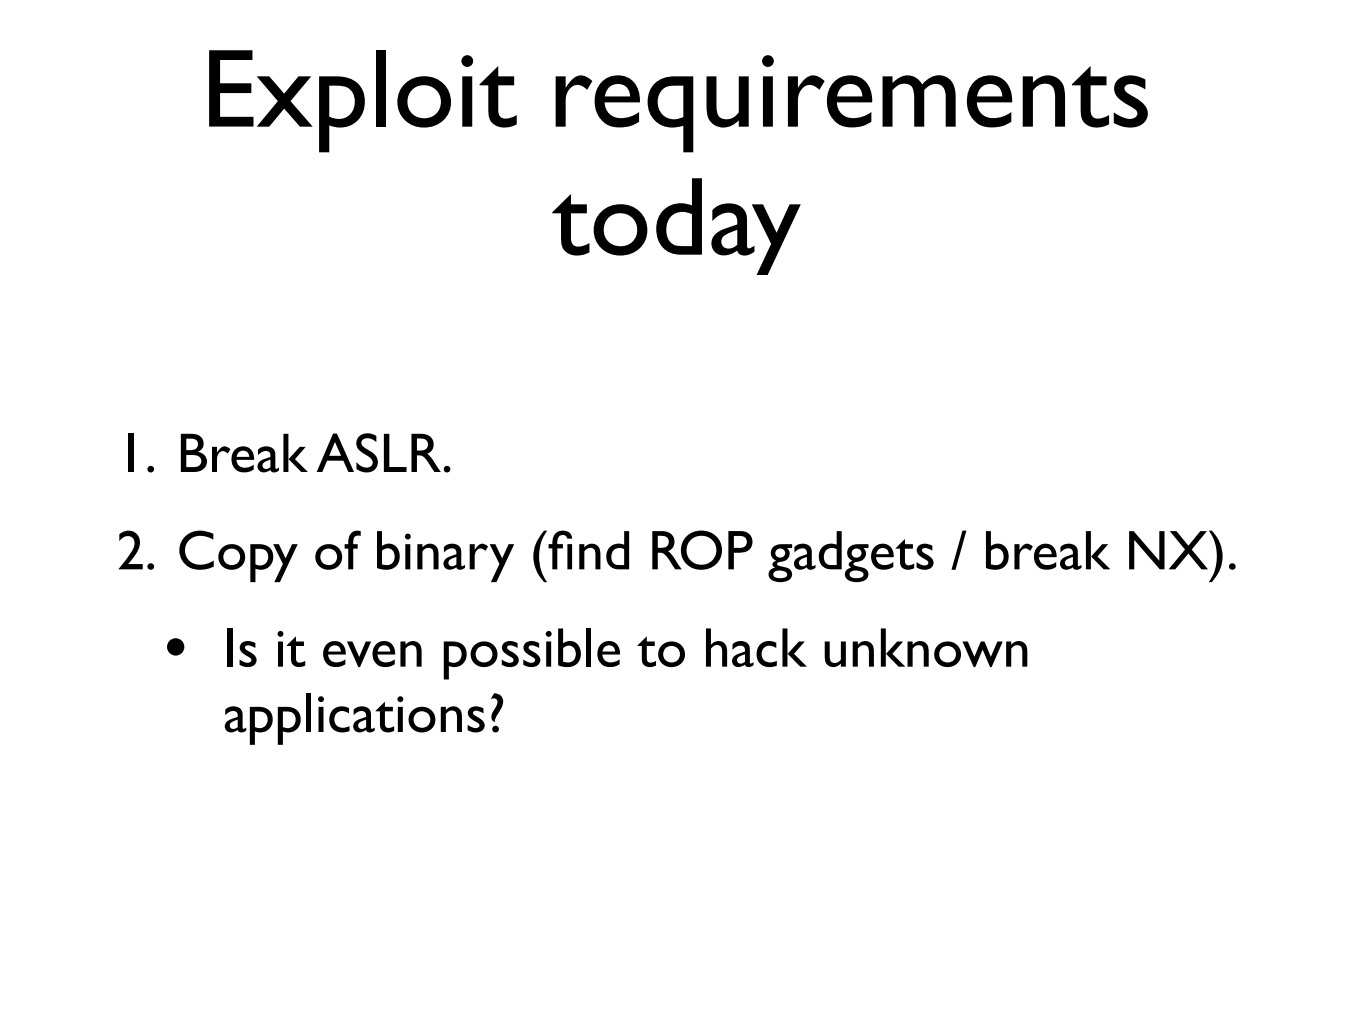 Exploit requirements
today
1. Break ASLR.
2. Copy of binary (find ROP gadgets / break NX).
• Is it even possible to hack unknown
applications?